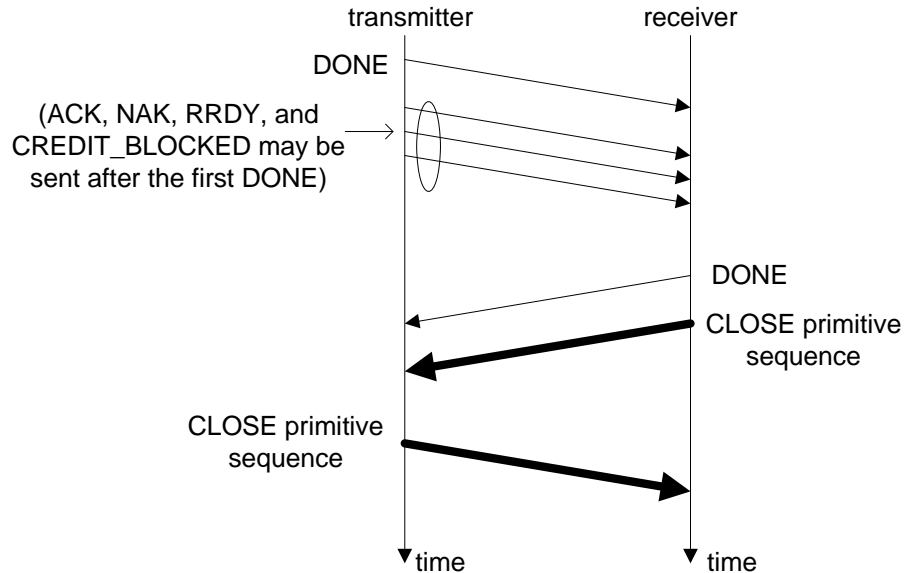 transmitter
receiver
DONE
(ACK, NAK, RRDY, and
CREDIT_BLOCKED may be
sent after the first DONE)
DONE
CLOSE primitive
sequence
CLOSE primitive
sequence
time
time